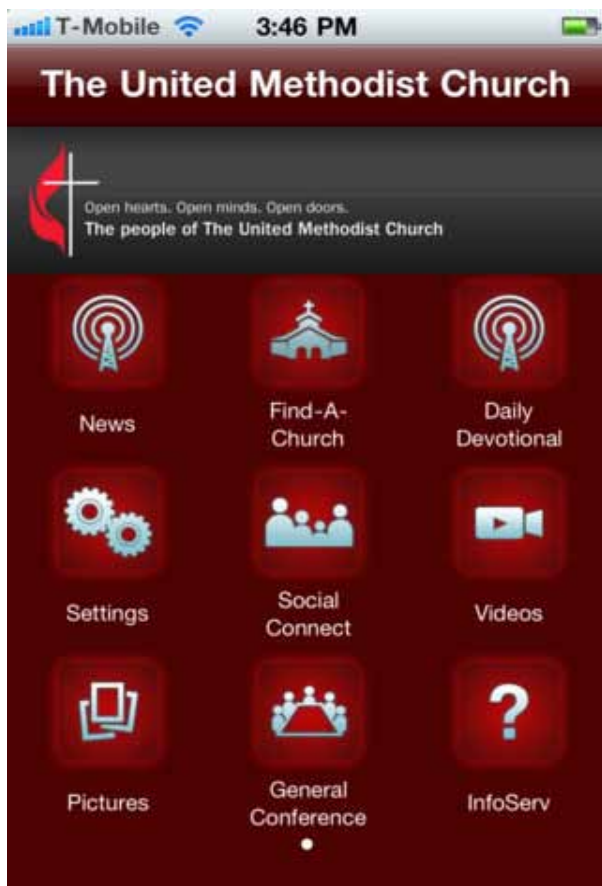 T-Mobile 3:46 PM
The United Methodist Church
Open hearts. Open minds. Open doors.
The people of The United Methodist Church
News
Find-A-
Church
Daily
Devotional
Settings
Social
Connect
Videos
Pictures
General
Conference
?
InfoServ